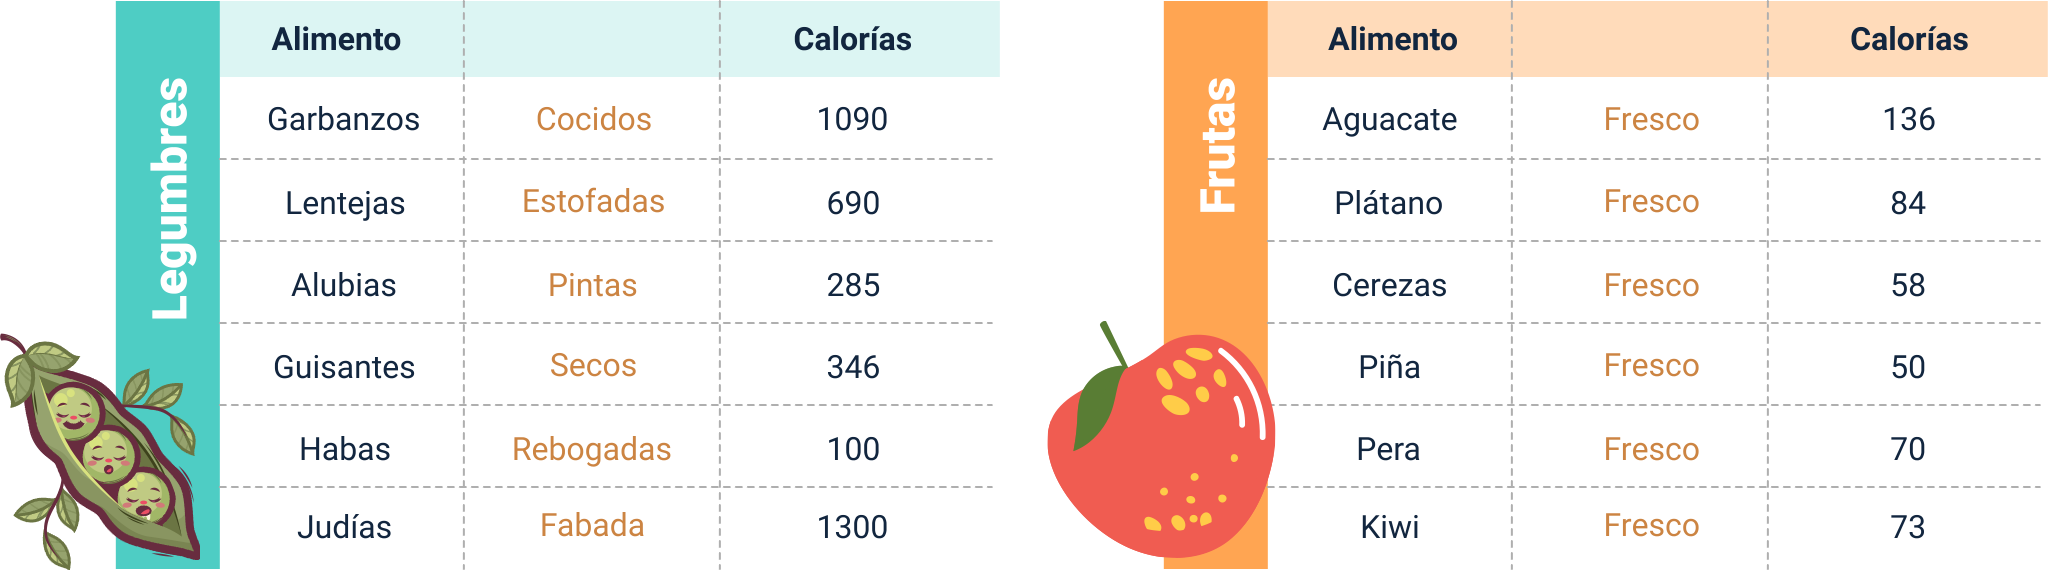 Legumbres
Alimento Calorías
Garbanzos Cocidos 1090
Lentejas Estofadas 690
Alubias Pintas 285
Guisantes Secos 346
Habas Rebogadas 100
Judías Fabada 1300
Frutas
Alimento Calorías
Aguacate Fresco 136
Plátano Fresco 84
Cerezas Fresco 58
Piña Fresco 50
Pera Fresco 70
Kiwi Fresco 73